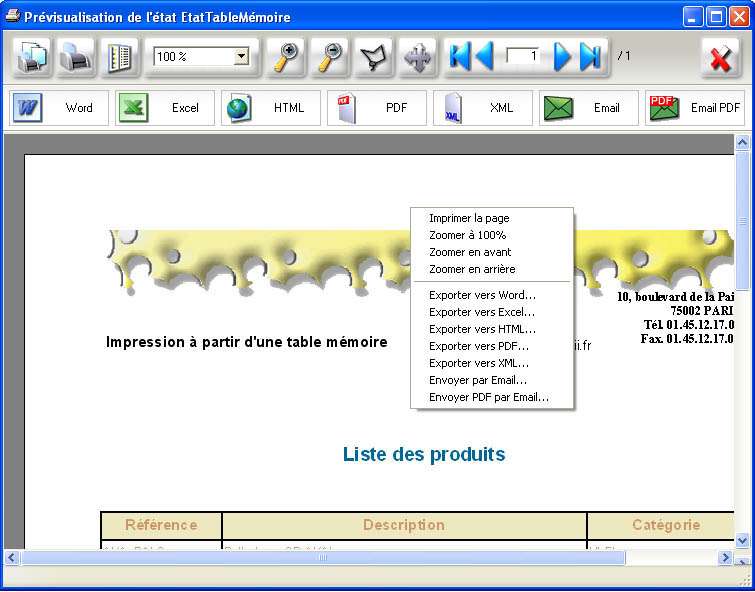 Prévisualisation de l'état EtatTableMémoire
100 %
1
/ 1
Word
Excel
HTML
PDF
XML
Email
Email PDF
Imprimer la page
Zoomer à 100%
Zoomer en avant
Zoomer en arrière
Exporter vers Word...
Exporter vers Excel...
Exporter vers HTML...
Exporter vers PDF...
Exporter vers XML...
Envoyer par Email...
Envoyer PDF par Email...
10, boulevard de la Pai
75002 PARI
Tél. 01.45.12.17.0
Fax. 01.45.12.17.0
Impression à partir d'une table mémoire
ii.fr
Liste des produits
Référence
Description
Catégorie